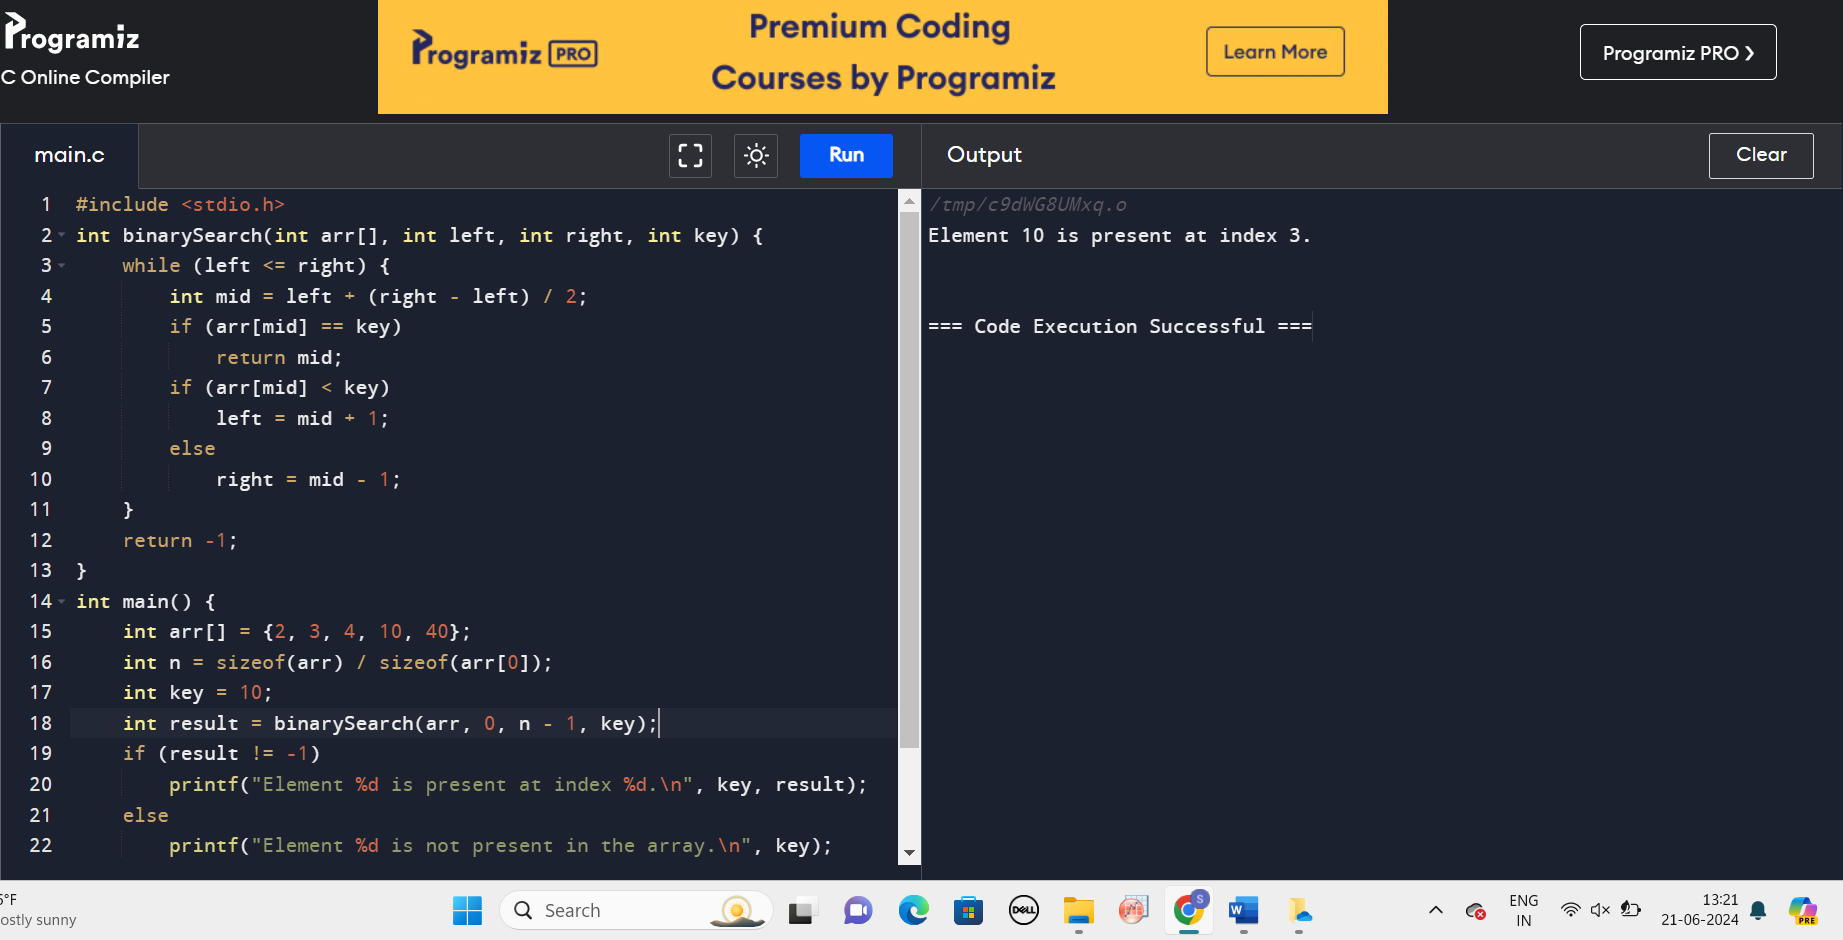 Programiz
C Online Compiler
Programiz PRO
Premium Coding
Courses by Programiz
Learn More
Programiz PRO ❯
main.c
Run
Output
Clear
1 #include <stdio.h>
2 int binarySearch(int arr[], int left, int right, int key) {
3     while (left <= right) {
4         int mid = left + (right - left) / 2;
5         if (arr[mid] == key)
6             return mid;
7         if (arr[mid] < key)
8             left = mid + 1;
9         else
10             right = mid - 1;
11     }
12     return -1;
13 }
14 int main() {
15     int arr[] = {2, 3, 4, 10, 40};
16     int n = sizeof(arr) / sizeof(arr[0]);
17     int key = 10;
18     int result = binarySearch(arr, 0, n - 1, key);
19     if (result != -1)
20         printf("Element %d is present at index %d.\n", key, result);
21     else
22         printf("Element %d is not present in the array.\n", key);
/tmp/c9dWG8UMxq.o
Element 10 is present at index 3.
=== Code Execution Successful ===
°F
ostly sunny
Search
DELL
S
W
ENG
IN
13:21
21-06-2024
PRE